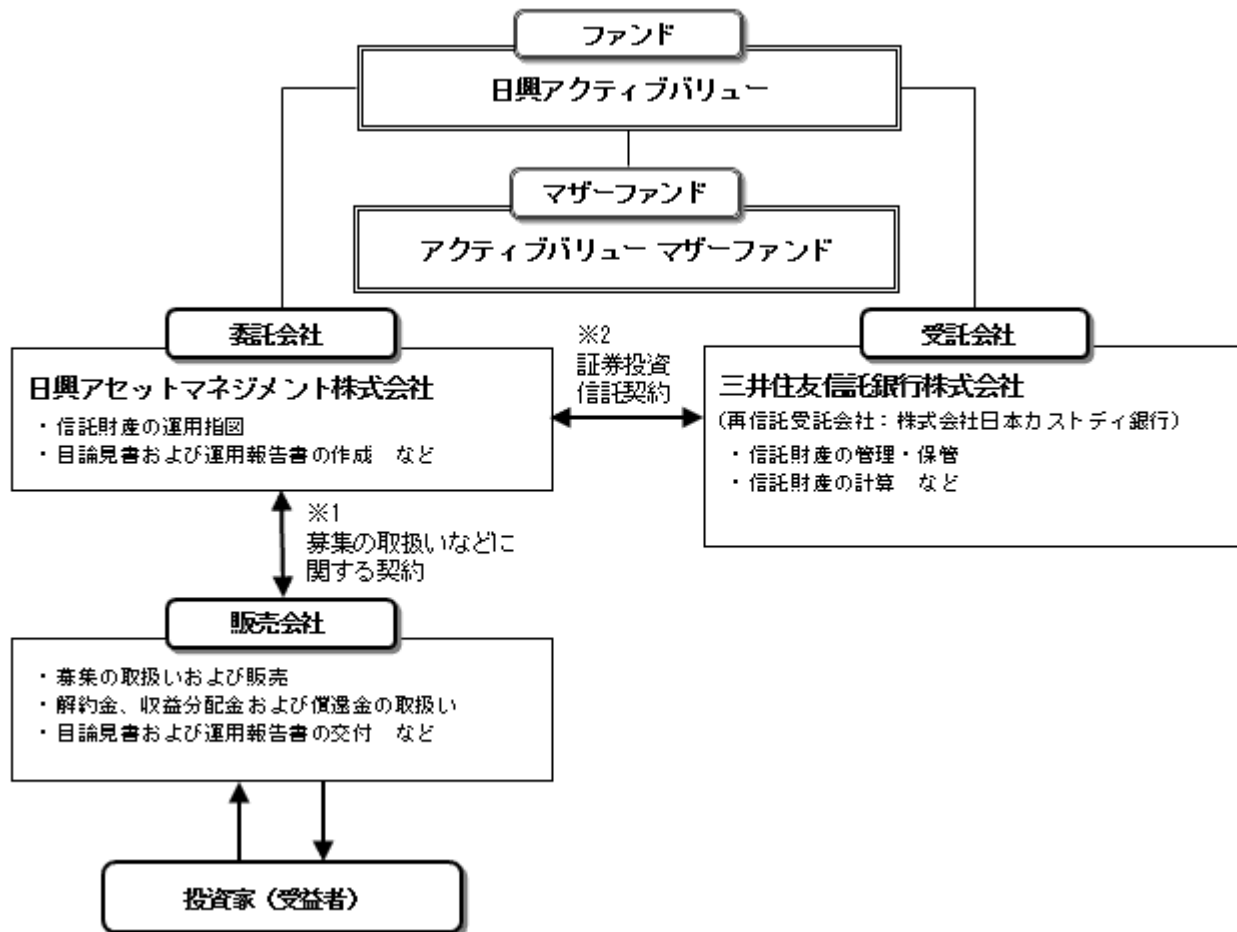 ファンド
日興アクティブバリュー
マザーファンド
アクティブバリュー マザーファンド
委託会社
日興アセットマネジメント株式会社
・信託財産の運用指図
・目論見書および運用報告書の作成　など
※2
証券投資
信託契約
受託会社
三井住友信託銀行株式会社
(再信託受託会社：株式会社日本カストディ銀行)
・信託財産の管理・保管
・信託財産の計算　など
※1
募集の取扱いなどに
関する契約
販売会社
・募集の取扱いおよび販売
・解約金、収益分配金および償還金の取扱い
・目論見書および運用報告書の交付　など
投資家（受益者）